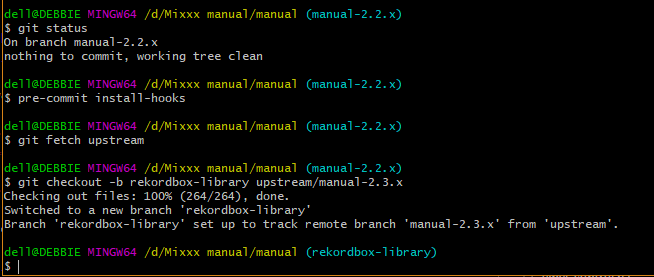 dell@DEBBIE MINGW64 /d/Mixxx manual/manual (manual-2.2.x)
$ git status
On branch manual-2.2.x
nothing to commit, working tree clean
dell@DEBBIE MINGW64 /d/Mixxx manual/manual (manual-2.2.x)
$ pre-commit install-hooks
dell@DEBBIE MINGW64 /d/Mixxx manual/manual (manual-2.2.x)
$ git fetch upstream
dell@DEBBIE MINGW64 /d/Mixxx manual/manual (manual-2.2.x)
$ git checkout -b rekordbox-library upstream/manual-2.3.x
Checking out files: 100% (264/264), done.
Switched to a new branch 'rekordbox-library'
Branch 'rekordbox-library' set up to track remote branch 'manual-2.3.x' from 'upstream'.
dell@DEBBIE MINGW64 /d/Mixxx manual/manual (rekordbox-library)
$